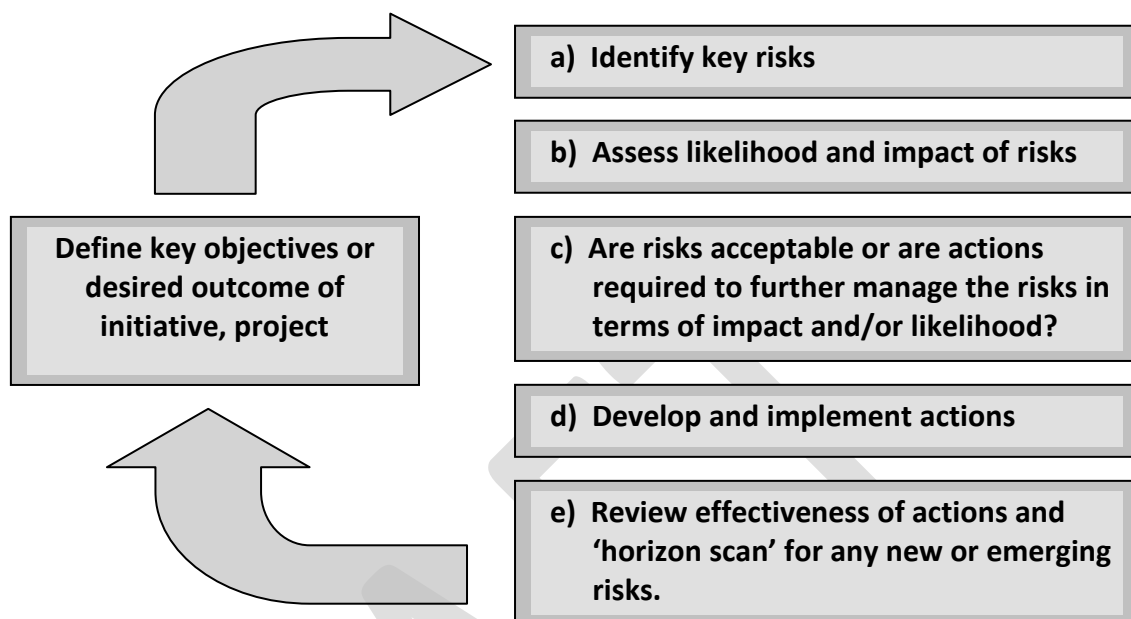 a) Identify key risks
b) Assess likelihood and impact of risks
Define key objectives or
desired outcome of
initiative, project
c) Are risks acceptable or are actions
required to further manage the risks in
terms of impact and/or likelihood?
d) Develop and implement actions
e) Review effectiveness of actions and
‘horizon scan’ for any new or emerging
risks.